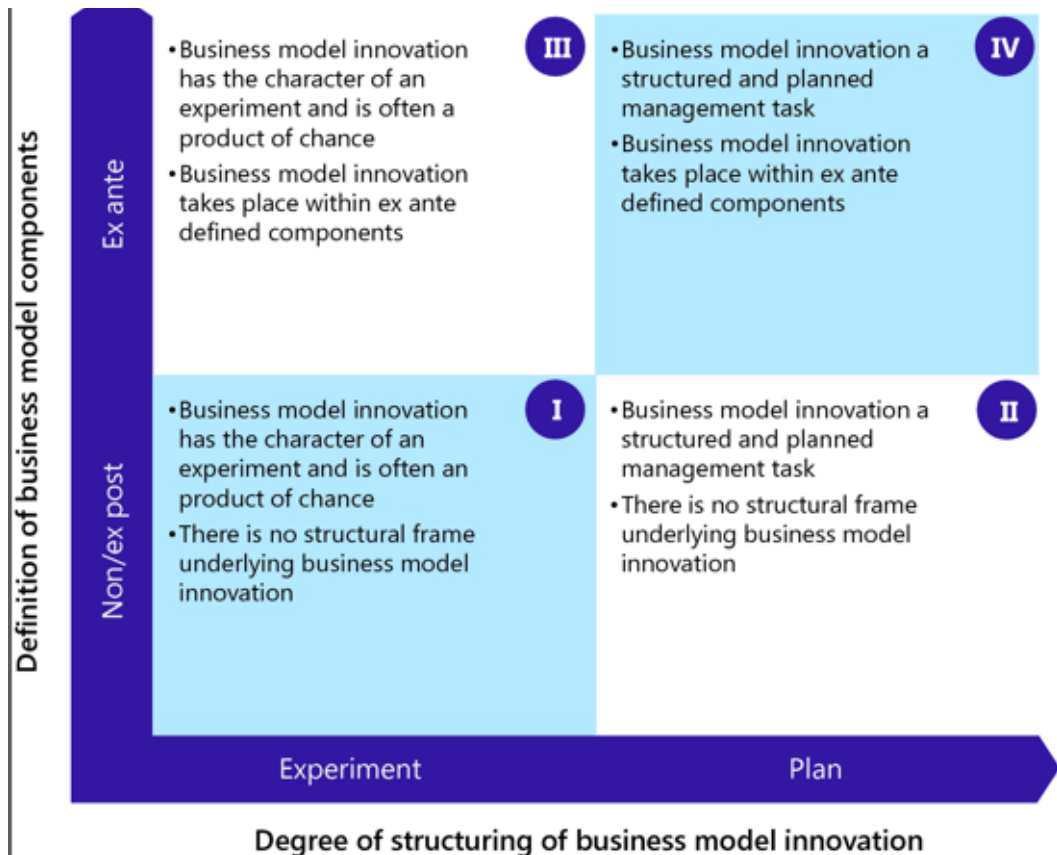 Definition of business model components
Ex ante
Non/ex post
•Business model innovation
has the character of an
experiment and is often a
product of chance
•Business model innovation
takes place within ex ante
defined components
III
•Business model innovation a
structured and planned
management task
•Business model innovation
takes place within ex ante
defined components
IV
•Business model innovation
has the character of an
experiment and is often an
product of chance
•There is no structural frame
underlying business model
innovation
I
•Business model innovation a
structured and planned
management task
•There is no structural frame
underlying business model
innovation
II
Experiment
Plan
Degree of structuring of business model innovation